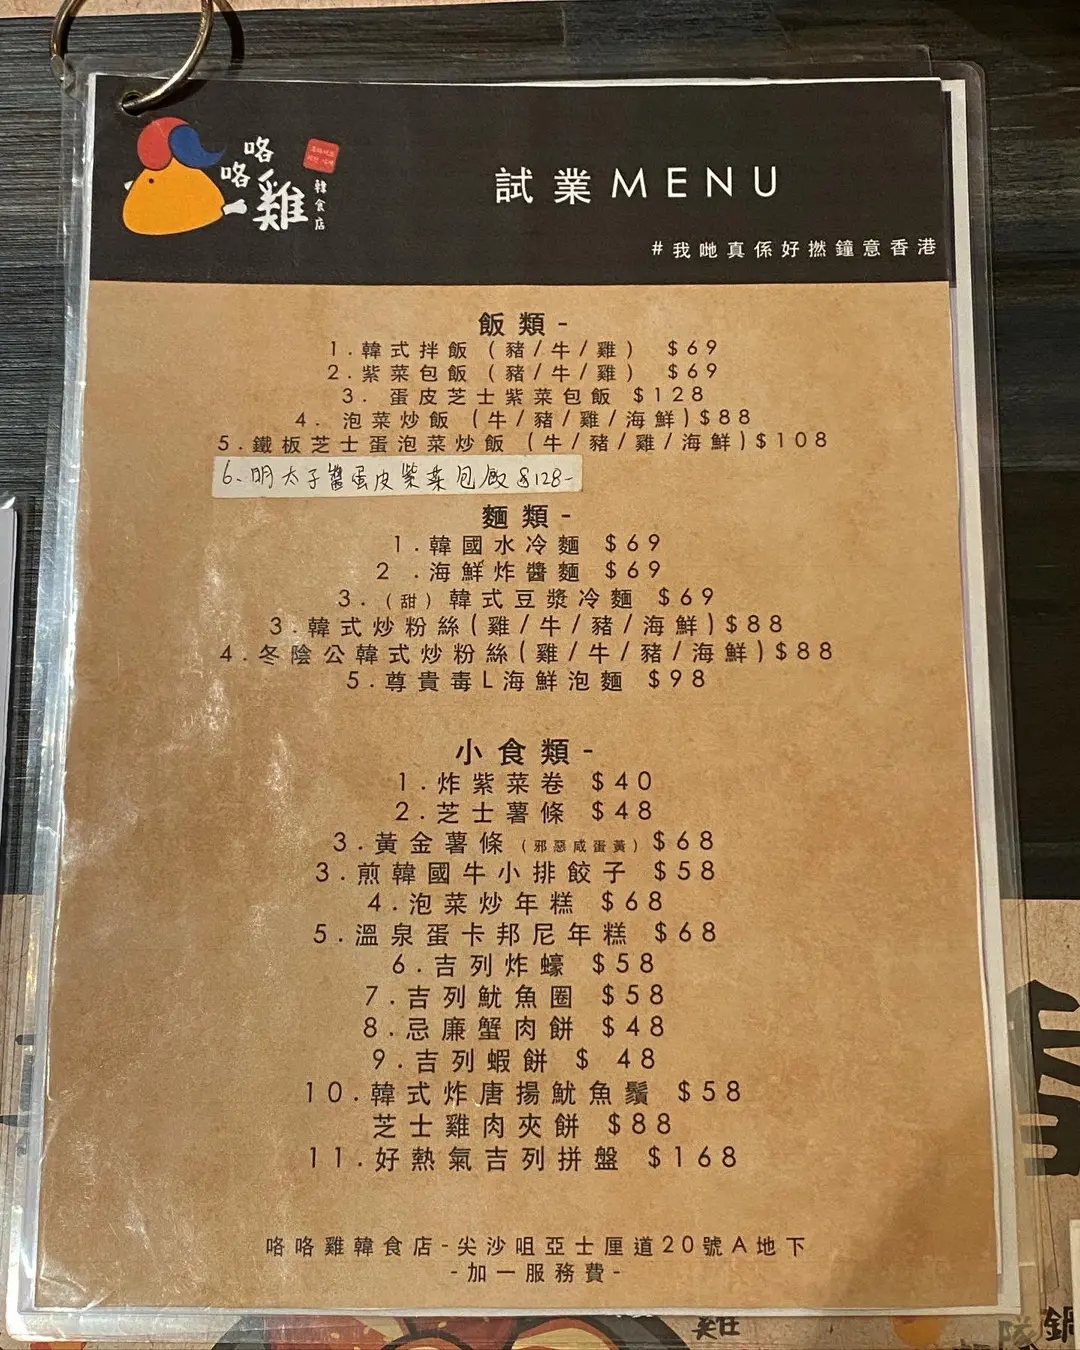 咯咯雞
韓食店
試業MENU
#我哋真係好撚鐘意香港
飯類-
1.韓式拌飯(豬/牛/雞) $69
2.紫菜包飯(豬/牛/雞) $69
3. 蛋皮芝士紫菜包飯 $128
4. 泡菜炒飯 (牛/豬/雞/海鮮)$88
5.鐵板芝士蛋泡菜炒飯 (牛/豬/雞/海鮮)$108
6-明太子醬蛋皮紫菜包飯$128-
麵類-
1.韓國水冷麵 $69
2 .海鮮炸醬麵 $69
3.(甜)韓式豆漿冷麵 $69
3.韓式炒粉絲(雞/牛/豬/海鮮)$88
4.冬陰公韓式炒粉絲(雞/牛/豬/海鮮)$88
5.尊貴毒L海鮮泡麵 $98
小食類-
1.炸紫菜卷 $40
2.芝士薯條 $48
3.黃金薯條(邪惡咸蛋黃)$68
3.煎韓國牛小排餃子 $58
4.泡菜炒年糕 $68
5.溫泉蛋卡邦尼年糕 $68
6.吉列炸蠔 $58
7.吉列魷魚圈 $58
8.忌廉蟹肉餅 $48
9.吉列蝦餅 $ 48
10.韓式炸唐揚魷魚鬚 $58
芝士雞肉夾餅 $88
11.好熱氣吉列拼盤 $168
咯咯雞韓食店-尖沙咀亞士厘道20號A地下
-加一服務費-
雞
隊
鍋